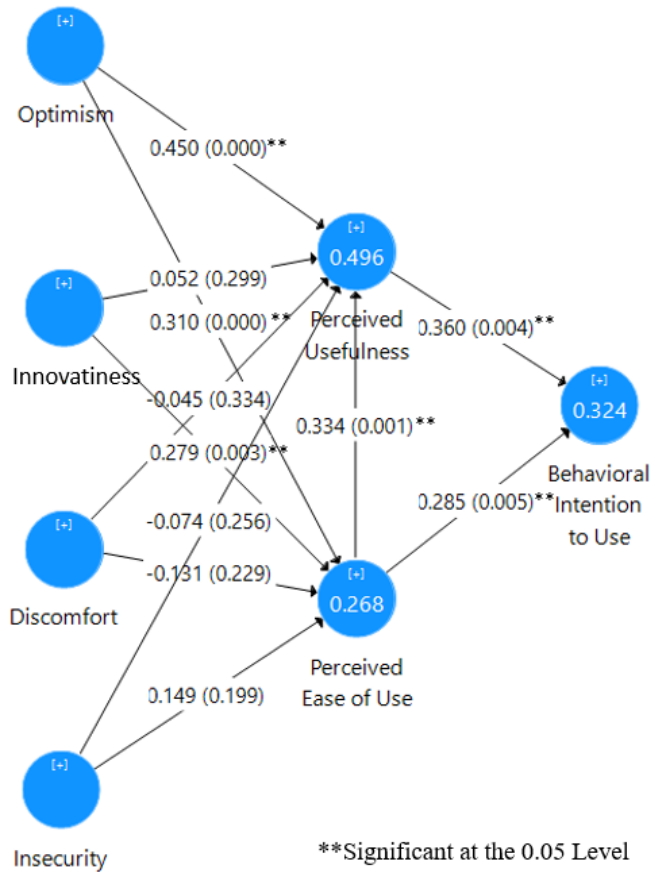 [+]
Optimism
0.450 (0.000)**
[+]
0.496
[+]
0.052 (0.299)
0.310 (0.000)**
Perceived
Usefulness
0.360 (0.004)**
Innovatiness
[+]
0.324
-0.045 (0.334)
0.334 (0.001)**
0.279 (0.003)**
Behavioral
Intention
to Use
0.285 (0.005)**
[+]
-0.074 (0.256)
-0.131 (0.229)
[+]
0.268
Discomfort
Perceived
Ease of Use
0.149 (0.199)
[+]
Insecurity
**Significant at the 0.05 Level